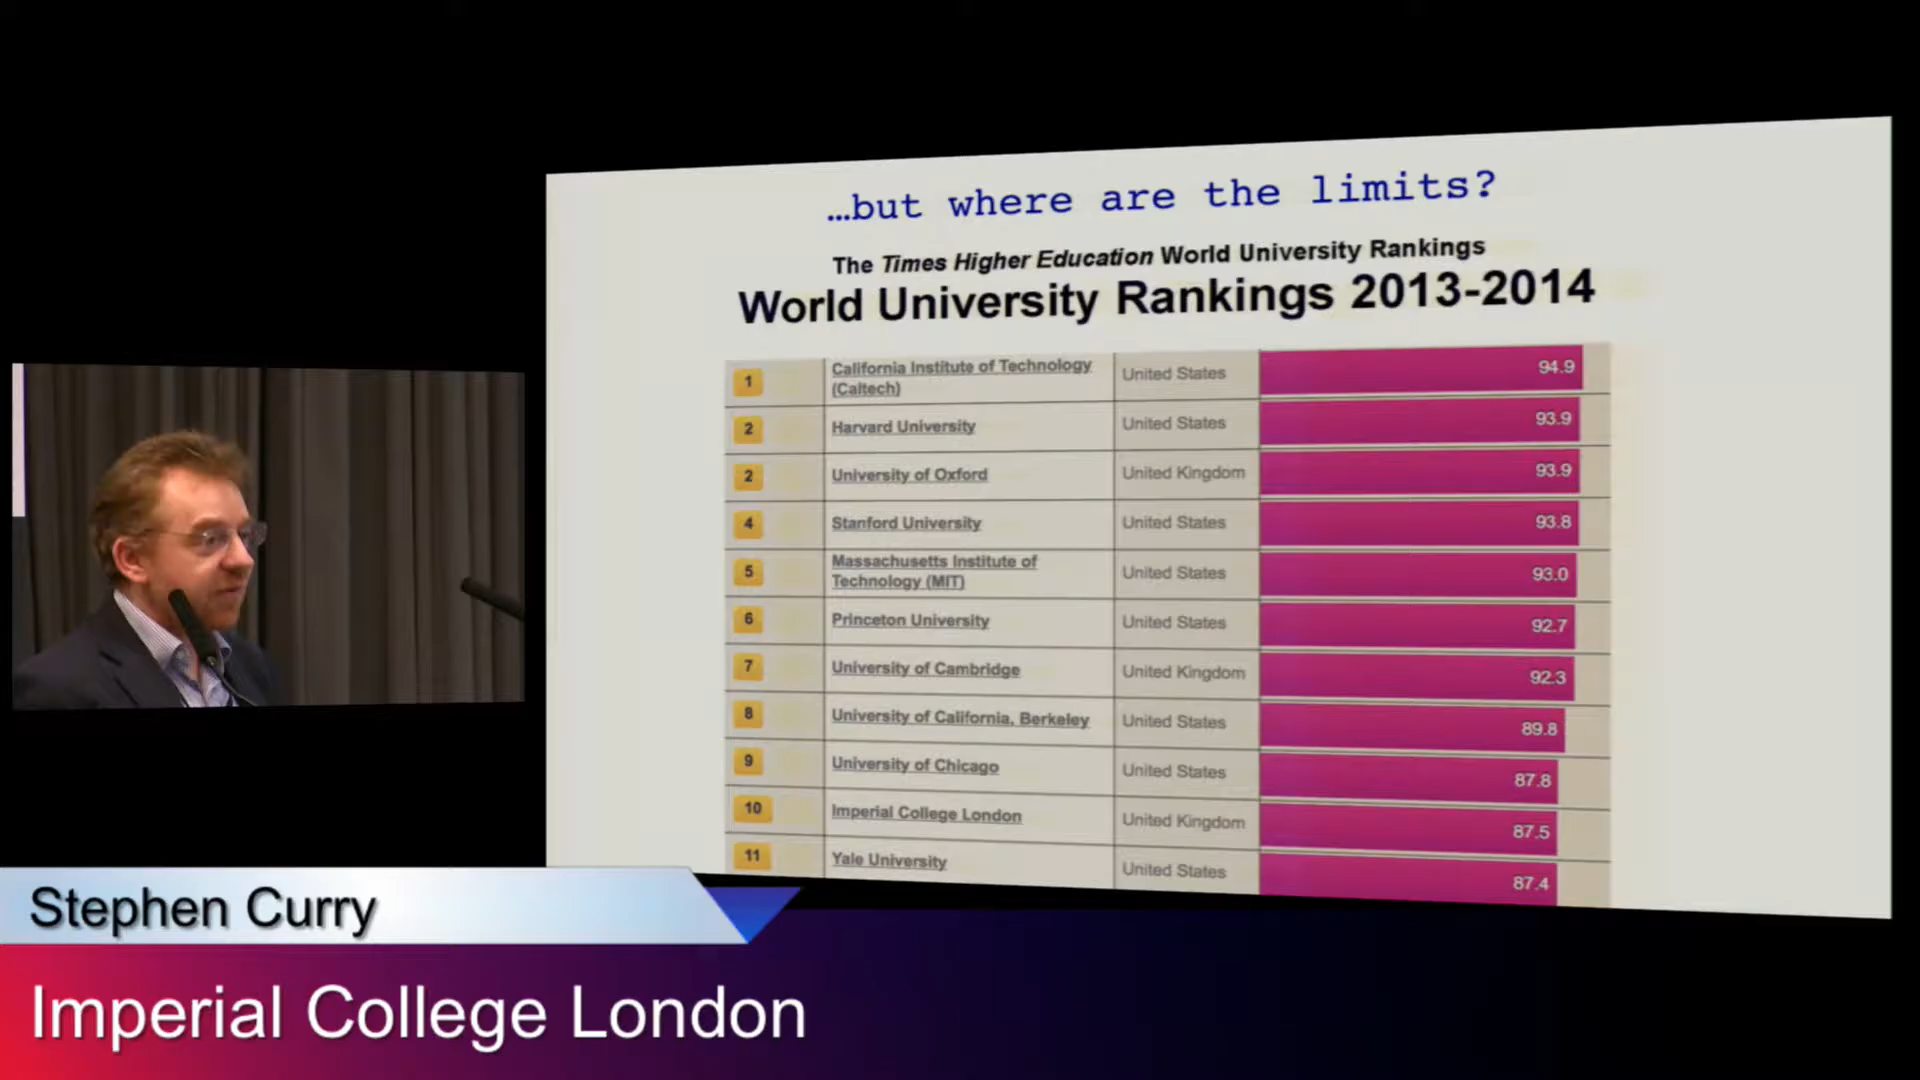 …but where are the limits?
The Times Higher Education World University Rankings
World University Rankings 2013-2014
1 California Institute of Technology United States 94.9
(Caltech)
2 Harvard University United States 93.9
2 University of Oxford United Kingdom 93.9
4 Stanford University United States 93.8
5 Massachusetts Institute of United States 93.0
Technology (MIT)
6 Princeton University United States 92.7
7 University of Cambridge United Kingdom 92.3
8 University of California, Berkeley United States 89.8
9 University of Chicago United States 87.8
10 Imperial College London United Kingdom 87.5
11 Yale University United States 87.4
Stephen Curry
Imperial College London